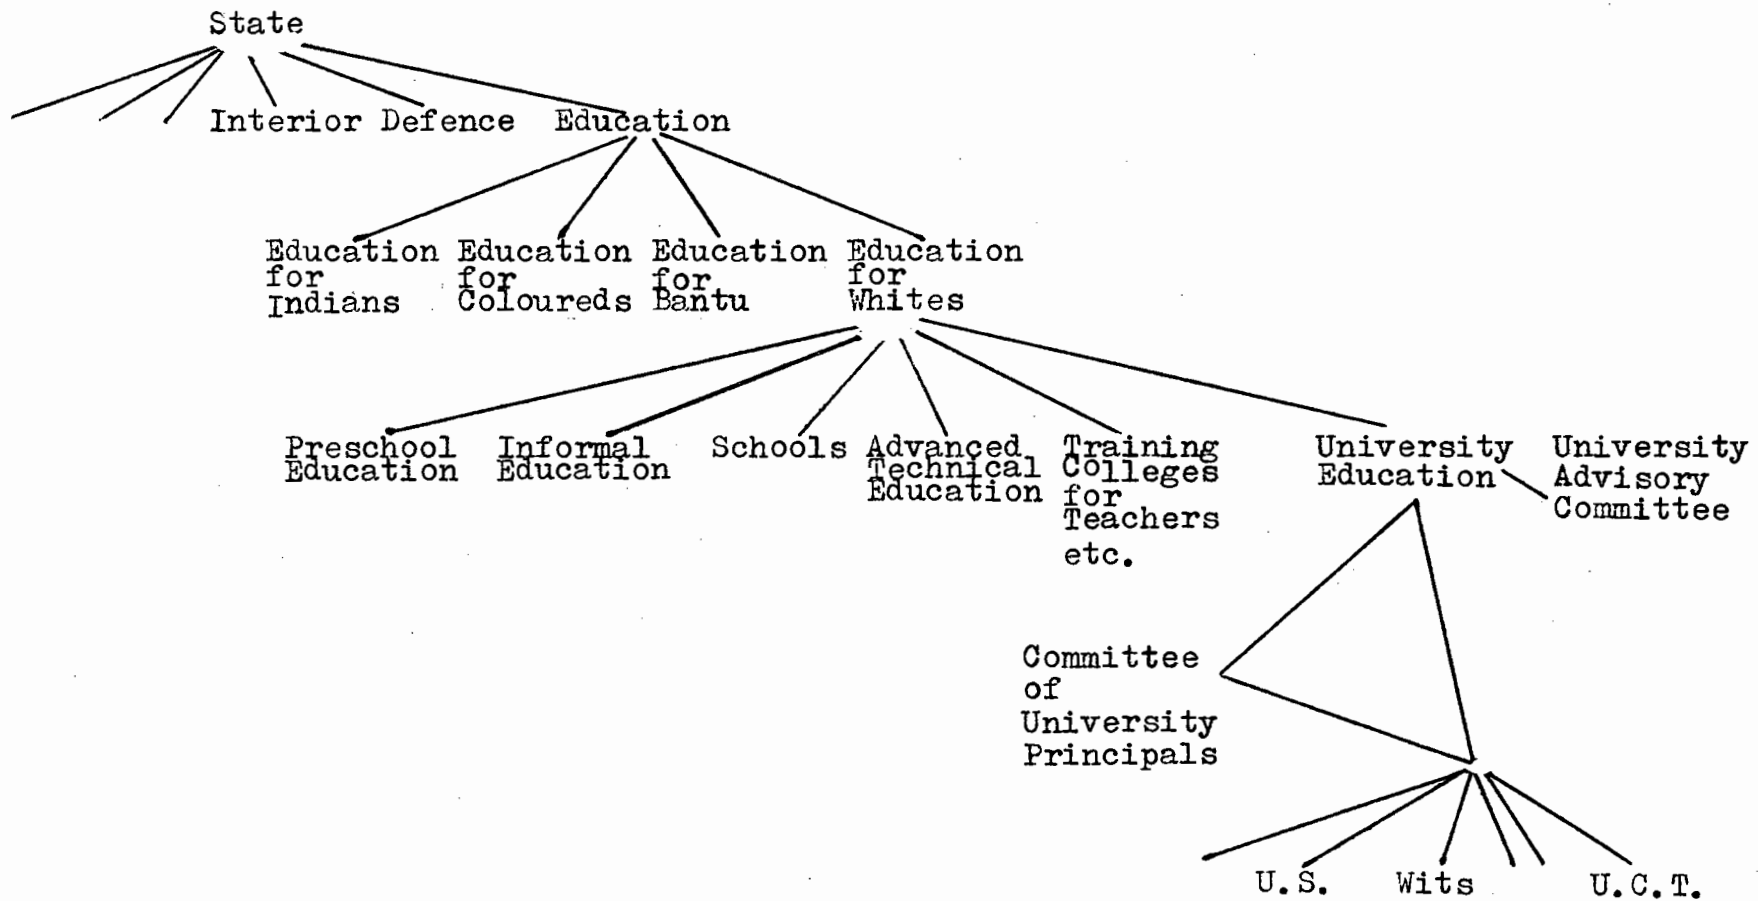 State
Interior Defence Education
Education Education Education Education
for for for for
Indians Coloureds Bantu Whites
Preschool Informal Schools Advanced Training University University
Education Education Technical Colleges Education Advisory
Education for Committee
Teachers
etc.
Committee
of
University
Principals
U.S. Wits U.C.T.